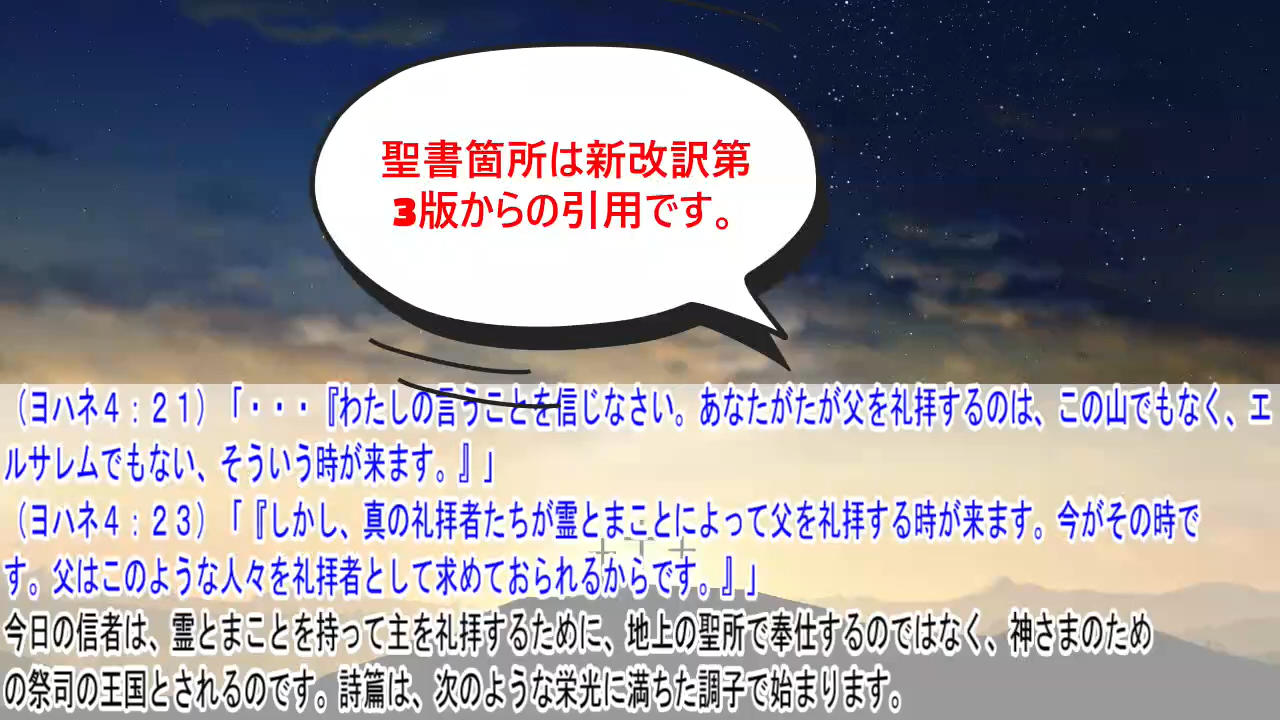 聖書箇所は新改訳第
3版からの引用です。
（ヨハネ４：２１）「・・・『わたしの言うことを信じなさい。あなたがたが父を礼拝するのは、この山でもなく、エ
ルサレムでもない、そういう時が来ます。』」
（ヨハネ４：２３）「『しかし、真の礼拝者たちが霊とまことによって父を礼拝する時が来ます。今がその時で
す。父はこのような人々を礼拝者として求めておられるからです。』」
今日の信者は、霊とまことを持って主を礼拝するために、地上の聖所で奉仕するのではなく、神さまのため
の祭司の王国とされるのです。詩篇は、次のような栄光に満ちた調子で始まります。